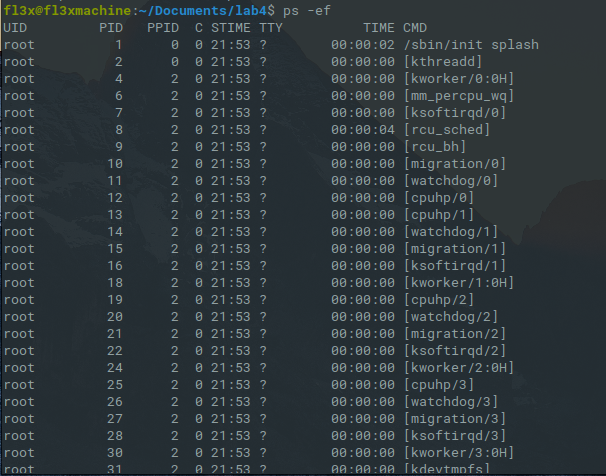 fl3x@fl3xmachine:~/Documents/lab4$ ps -ef
UID PID PPID C STIME TTY TIME CMD
root 1 0 0 21:53 ? 00:00:02 /sbin/init splash
root 2 0 0 21:53 ? 00:00:00 [kthreadd]
root 4 2 0 21:53 ? 00:00:00 [kworker/0:0H]
root 6 2 0 21:53 ? 00:00:00 [mm_percpu_wq]
root 7 2 0 21:53 ? 00:00:00 [ksoftirqd/0]
root 8 2 0 21:53 ? 00:00:04 [rcu_sched]
root 9 2 0 21:53 ? 00:00:00 [rcu_bh]
root 10 2 0 21:53 ? 00:00:00 [migration/0]
root 11 2 0 21:53 ? 00:00:00 [watchdog/0]
root 12 2 0 21:53 ? 00:00:00 [cpuhp/0]
root 13 2 0 21:53 ? 00:00:00 [cpuhp/1]
root 14 2 0 21:53 ? 00:00:00 [watchdog/1]
root 15 2 0 21:53 ? 00:00:00 [migration/1]
root 16 2 0 21:53 ? 00:00:00 [ksoftirqd/1]
root 18 2 0 21:53 ? 00:00:00 [kworker/1:0H]
root 19 2 0 21:53 ? 00:00:00 [cpuhp/2]
root 20 2 0 21:53 ? 00:00:00 [watchdog/2]
root 21 2 0 21:53 ? 00:00:00 [migration/2]
root 22 2 0 21:53 ? 00:00:00 [ksoftirqd/2]
root 24 2 0 21:53 ? 00:00:00 [kworker/2:0H]
root 25 2 0 21:53 ? 00:00:00 [cpuhp/3]
root 26 2 0 21:53 ? 00:00:00 [watchdog/3]
root 27 2 0 21:53 ? 00:00:00 [migration/3]
root 28 2 0 21:53 ? 00:00:00 [ksoftirqd/3]
root 30 2 0 21:53 ? 00:00:00 [kworker/3:0H]
root 31 2 0 21:53 ? 00:00:00 [kdevtmpfs]